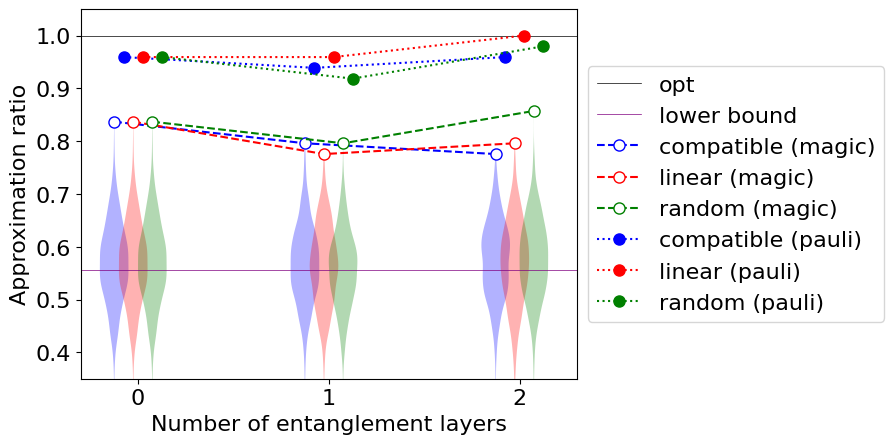 1.0
0.9
0.8
0.7
0.6
0.5
0.4
Approximation ratio
0 1 2
Number of entanglement layers
opt
lower bound
compatible (magic)
linear (magic)
random (magic)
compatible (pauli)
linear (pauli)
random (pauli)